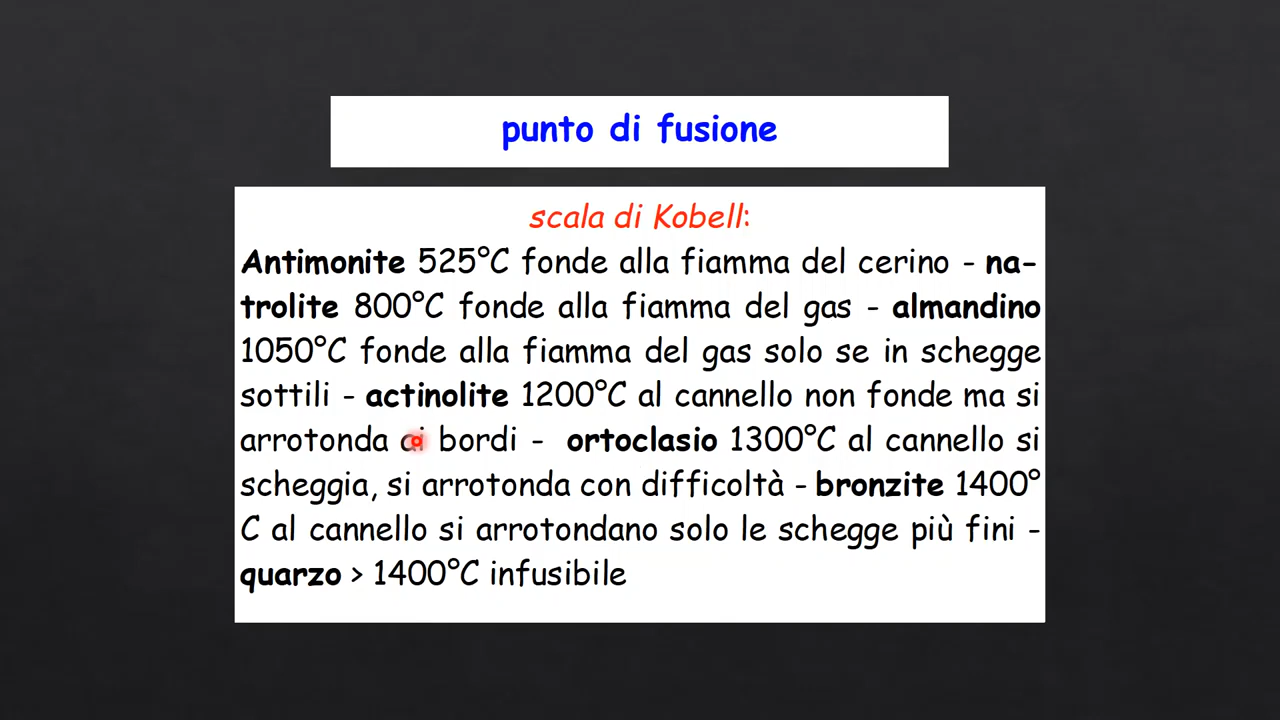 punto di fusione
scala di Kobell:
Antimonite 525°C fonde alla fiamma del cerino - na-
trolite 800°C fonde alla fiamma del gas - almandino
1050°C fonde alla fiamma del gas solo se in schegge
sottili - actinolite 1200°C al cannello non fonde ma si
arrotonda ai bordi - ortoclasio 1300°C al cannello si
scheggia, si arrotonda con difficoltà - bronzite 1400°
C al cannello si arrotondano solo le schegge più fini -
quarzo > 1400°C infusibile